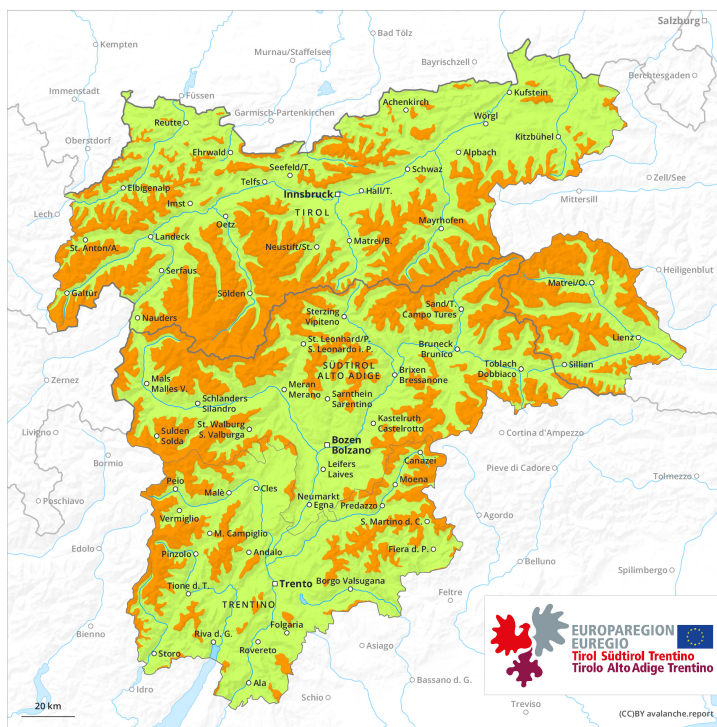 Salzburg
Kempten
Bad Tölz
Murnau/Staffelsee
Bayrischzell
Berchtesgaden
Immenstadt
Füssen
Garmisch-Partenkirchen
Achenkirch
Kufstein
Wörgl
Reutte
Oberstdorf
Ehrwald
Kitzbühel
Alpbach
Seefeld/T.
Schwaz
Telfs
Zell/See
Elbigenalp
Innsbruck
Hall/T.
Mittersill
Imst
TIROL
Lech
Oetz
Mayrhofen
Landeck
St. Anton/A.
Neustift/St.
Matrei/B.
Serfaus
Heiligenblut
Galtür
Sölden
Matrei/O.
Nauders
Sand/T.
Campo Tures
Sterzing
Vipiteno
Lienz
St. Leonhard/P.
S. Leonardo i. P.
Bruneck
Brunico
SÜDTIROL
ALTO ADIGE
Toblach
Dobbiaco
Sillian
Zernez
Mals
Malles V.
Meran
Merano
Brixen
Bressanone
Schlanders
Silandro
Sarnthein
Sarentino
St. Walburg
S. Valburga
Kastelruth
Castelrotto
Livigno
Sulden
Solda
Bozen
Bolzano
Cortina d'Ampezzo
Bormio
Canazei
Leifers
Laives
Pieve di Cadore
Tolmezzo
Peio
Moena
Poschiavo
Malè
Cles
Neumarkt
Egna
Predazzo
Vermiglio
Agordo
S. Martino d. C.
M. Campiglio
Edolo
Pinzolo
Andalo
Fiera d. P.
Belluno
Spilimbergo
Tione d. T.
Trento
Borgo Valsugana
Feltre
TRENTINO
Bienno
Folgaria
Riva d. G.
Rovereto
Asiago
Storo
Bassano d. G.
Idro
Ala
Schio
Treviso
EUROPAREGION
EUREGIO
Tirol Südtirol Trentino
Tirolo Alto Adige Trentino
20 km
(CC)BY avalanche.report